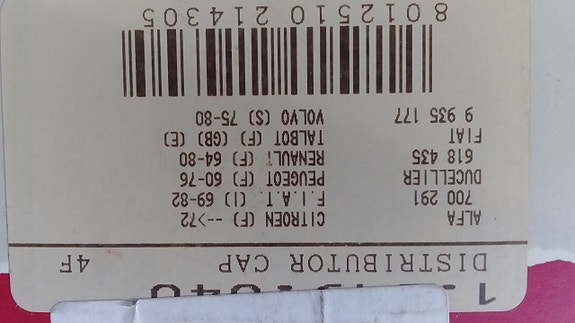 DISTRIBUTOR CAP 4F
ALFA CITROEN (F) -->72
700 291 F.I.A.T. (I) 69-82
DUCELLIER PEUGEOT (F) 60-76
618 435 RENAULT (F) 64-80
FIAT TALBOT (F) (GB) (E)
9 935 177 VOLVO (S) 75-80
8 012510 214305